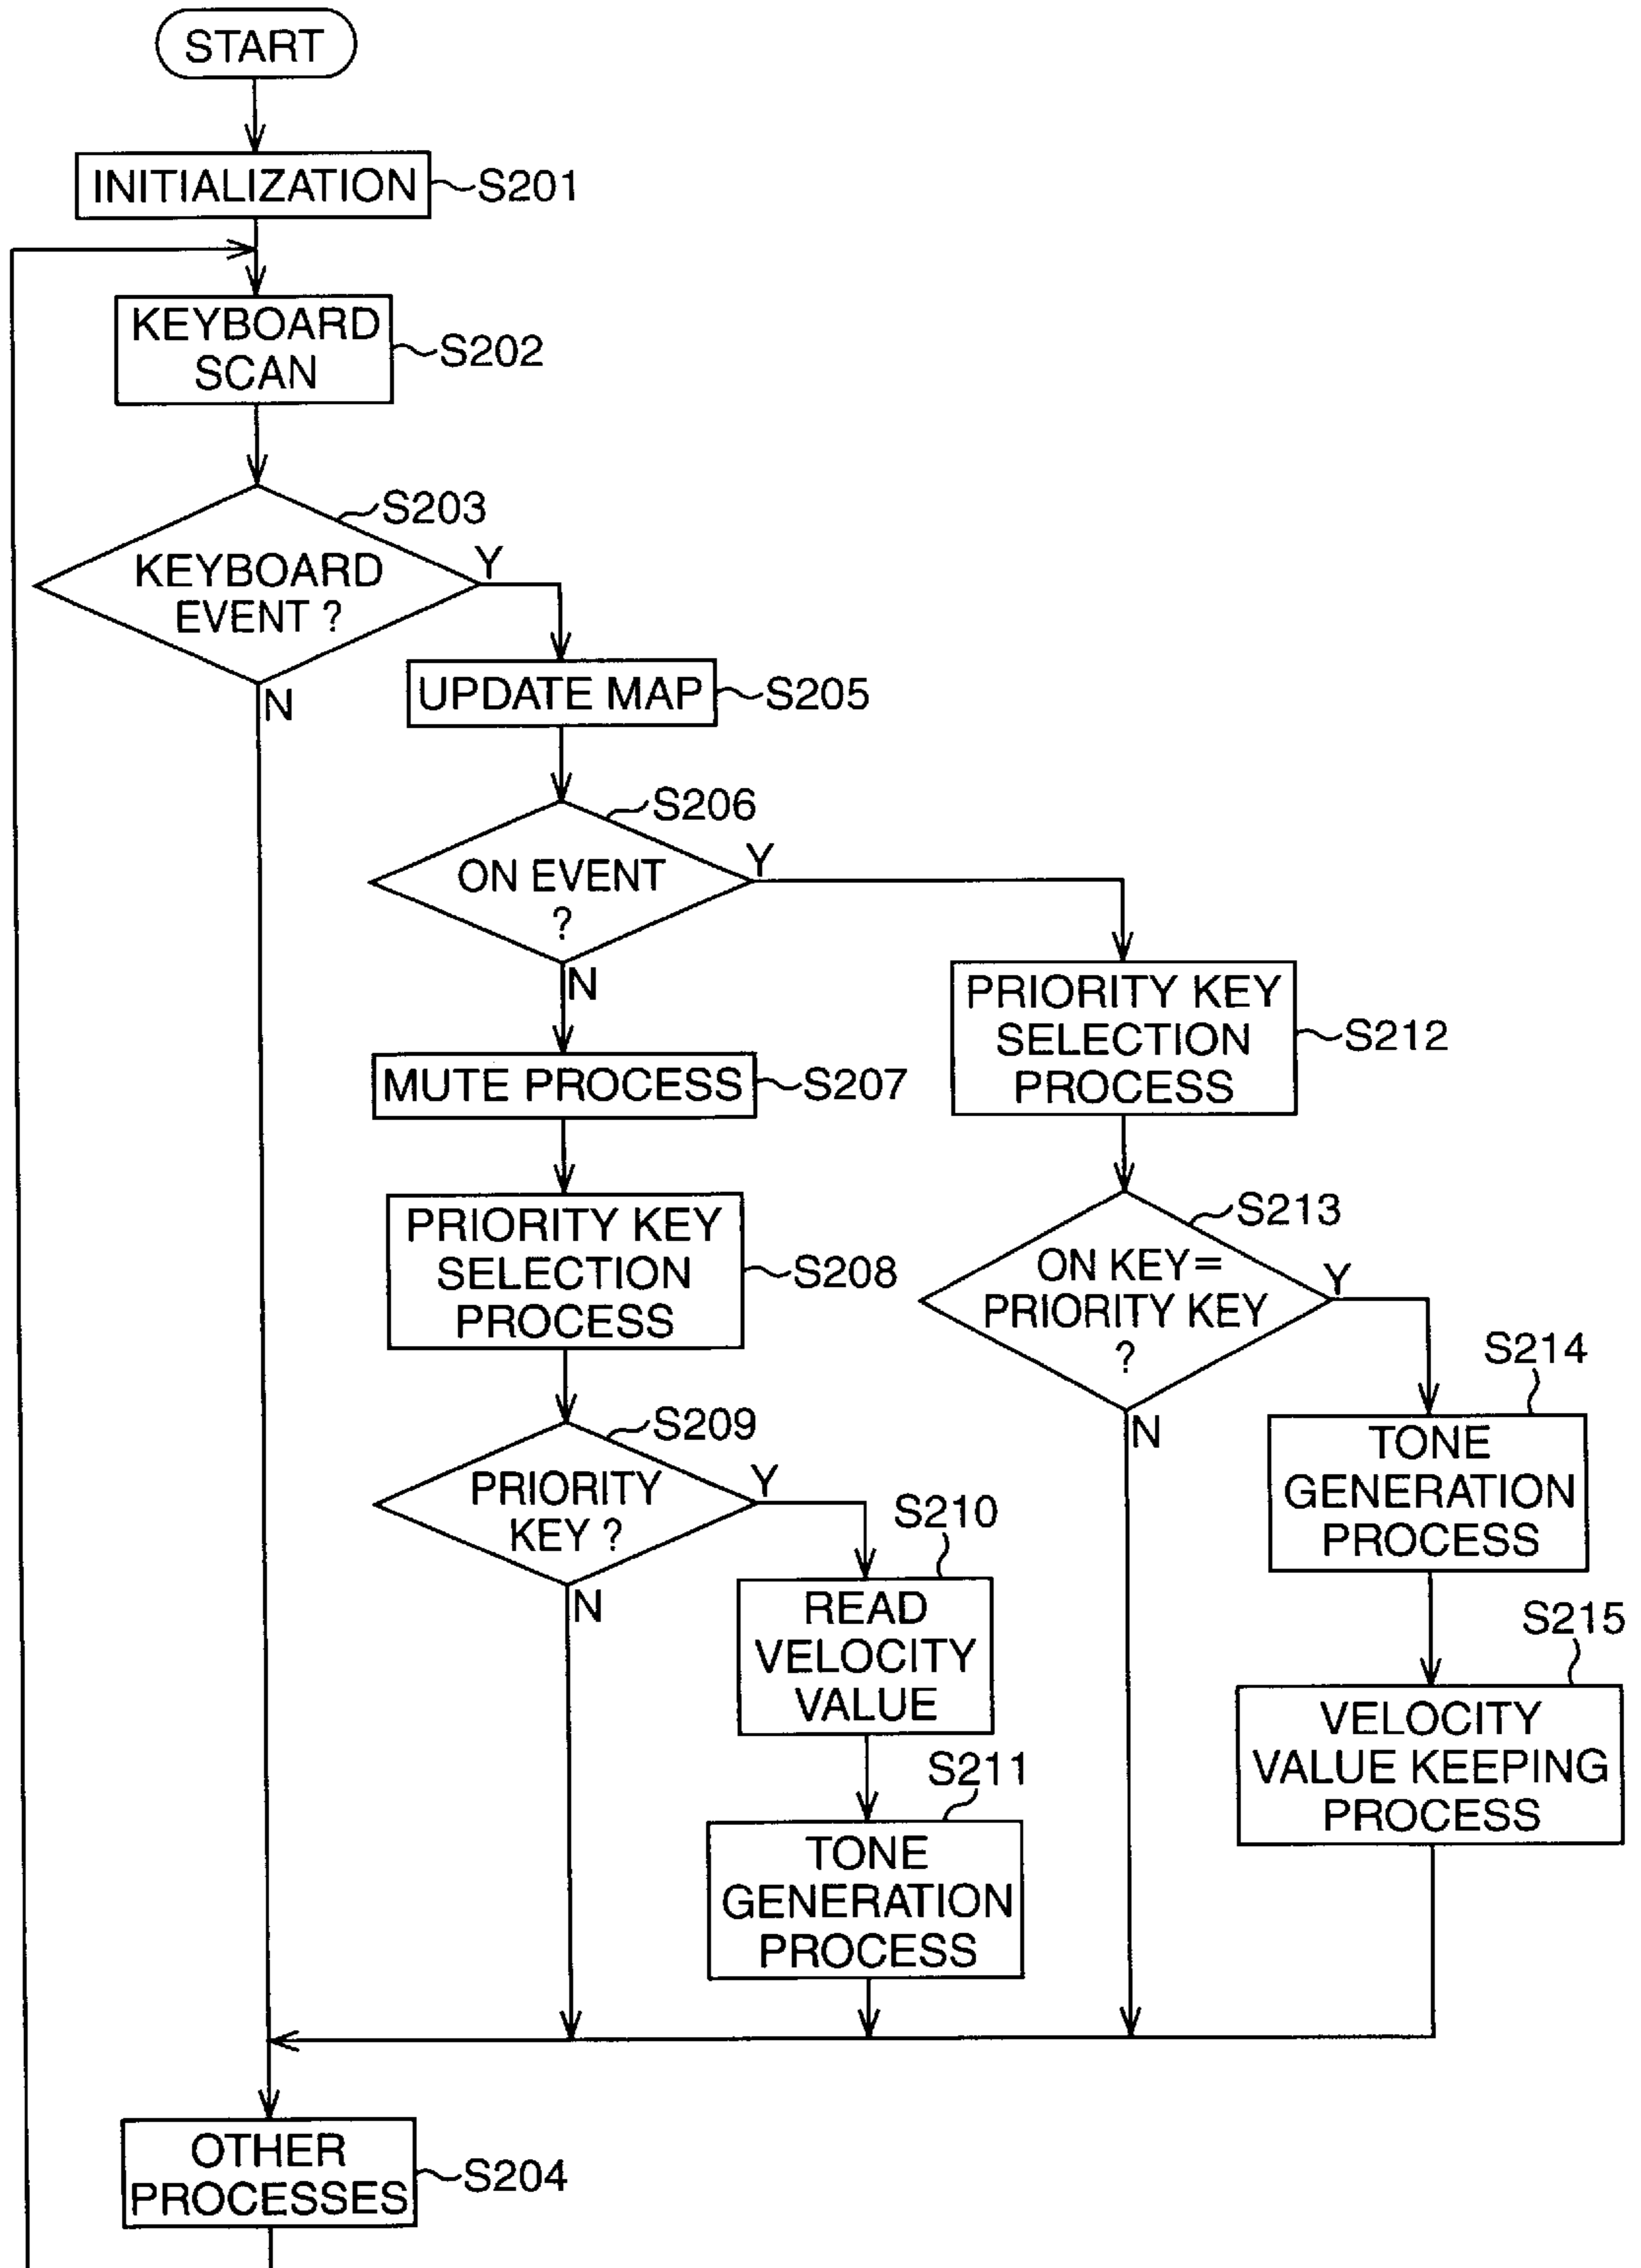 START
INITIALIZATION
S201
KEYBOARD
SCAN
S202
S203
KEYBOARD
EVENT ?
Y
N
UPDATE MAP
S205
S206
ON EVENT
?
Y
N
MUTE PROCESS
S207
PRIORITY KEY
SELECTION
PROCESS
S212
PRIORITY KEY
SELECTION
PROCESS
S208
S213
ON KEY=
PRIORITY KEY
?
Y
N
S209
PRIORITY
KEY ?
Y
N
S214
TONE
GENERATION
PROCESS
S210
READ
VELOCITY
VALUE
S215
VELOCITY
VALUE KEEPING
PROCESS
S211
TONE
GENERATION
PROCESS
OTHER
PROCESSES
S204